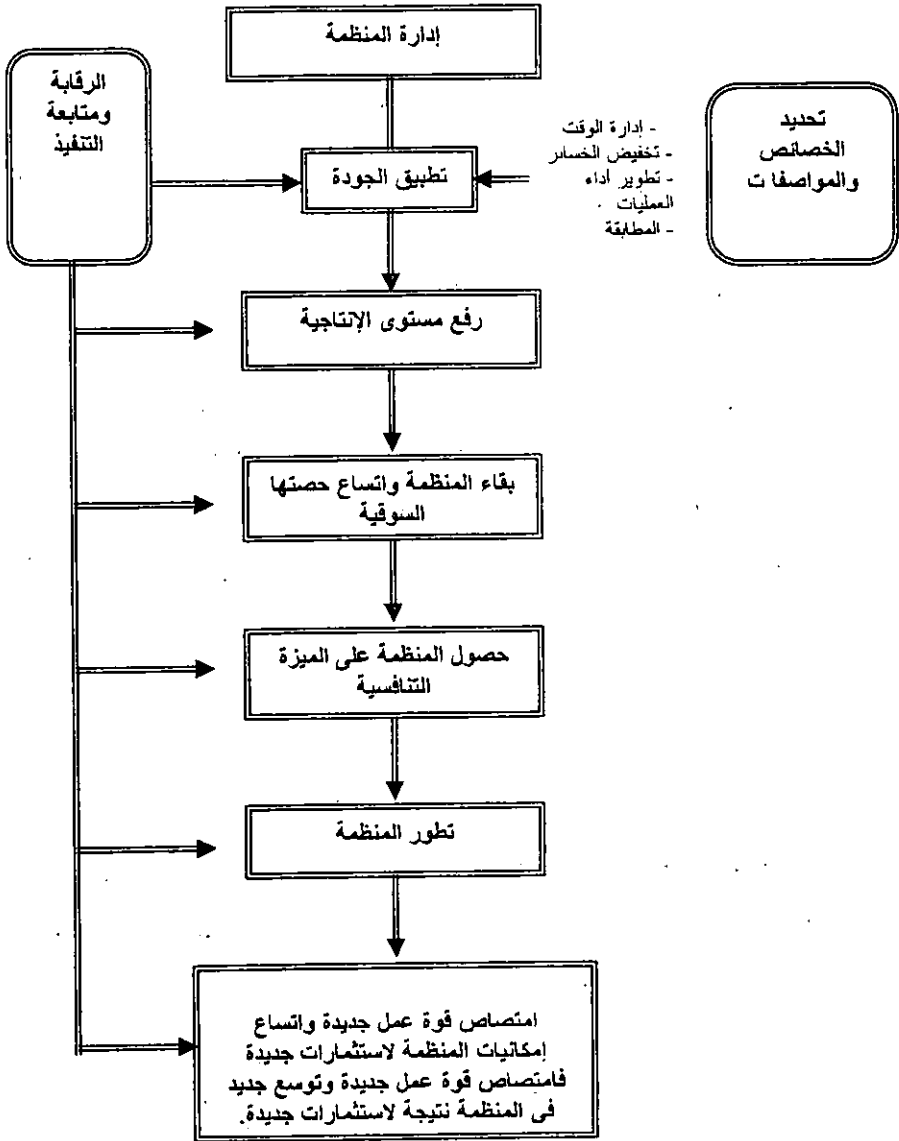 إدارة المنظمة
الرقابة
ومتابعة
التنفيذ
تحديد
الخصائص
والمواصفات
- إدارة الوقت
- تخفيض الخسائر
- تطوير أداء
العمليات
- المطابقة
تطبيق الجودة
رفع مستوى الإنتاجية
بقاء المنظمة واتساع حصتها
السوقية
حصول المنظمة على الميزة
التنافسية
تطور المنظمة
امتصاص قوة عمل جديدة واتساع
إمكانيات المنظمة لاستثمارات جديدة
فامتصاص قوة عمل جديدة وتوسع جديد
فى المنظمة نتيجة لاستثمارات جديدة.